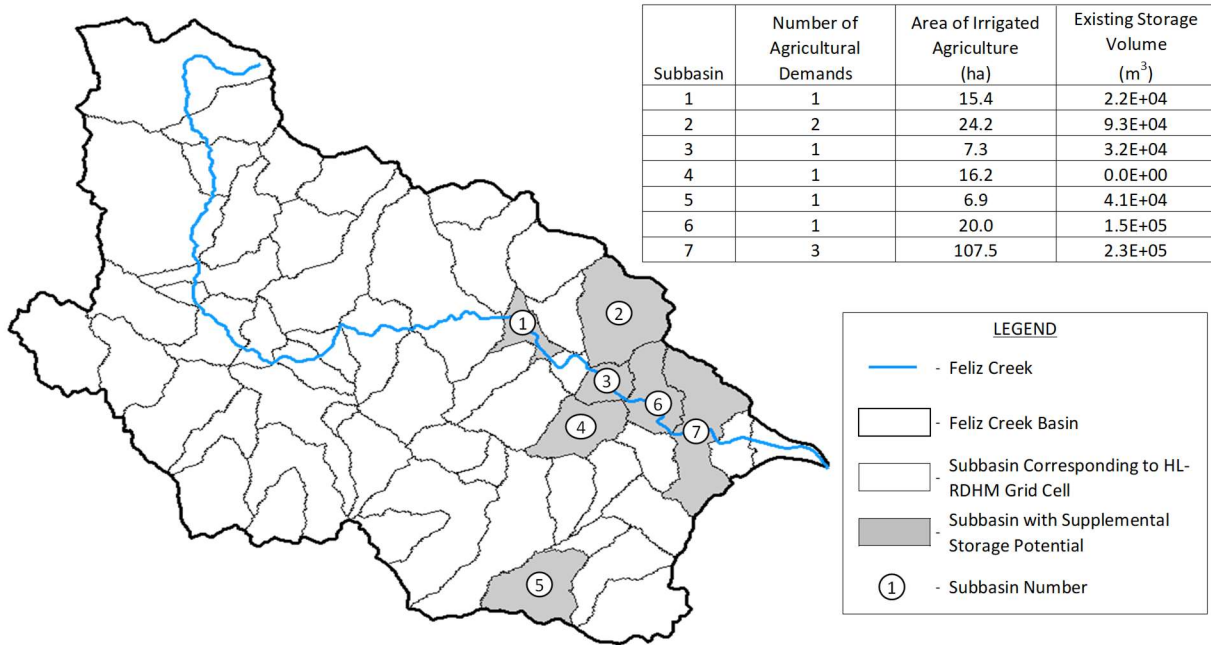 Subbasin Number of Agricultural Demands Area of Irrigated Agriculture (ha) Existing Storage Volume (m³)
1 1 15.4 2.2E+04
2 2 24.2 9.3E+04
3 1 7.3 3.2E+04
4 1 16.2 0.0E+00
5 1 6.9 4.1E+04
6 1 20.0 1.5E+05
7 3 107.5 2.3E+05
1
2
3
6
4
7
5
LEGEND
- Feliz Creek
- Feliz Creek Basin
- Subbasin Corresponding to HL-
RDHM Grid Cell
- Subbasin with Supplemental
Storage Potential
1 - Subbasin Number